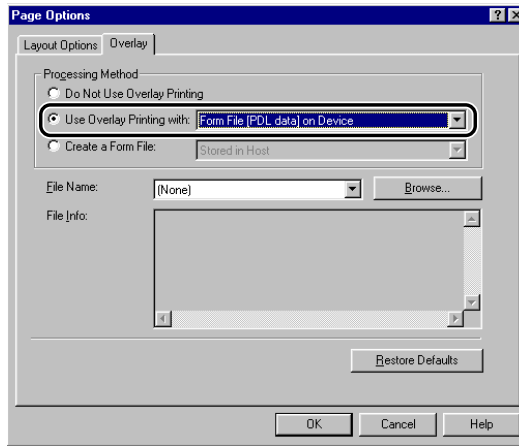 Page Options
Layout Options Overlay
Processing Method
Do Not Use Overlay Printing
Use Overlay Printing with: Form File [PDL data] on Device
Create a Form File: Stored in Host
File Name: (None) Browse...
File Info:
Restore Defaults
OK Cancel Help